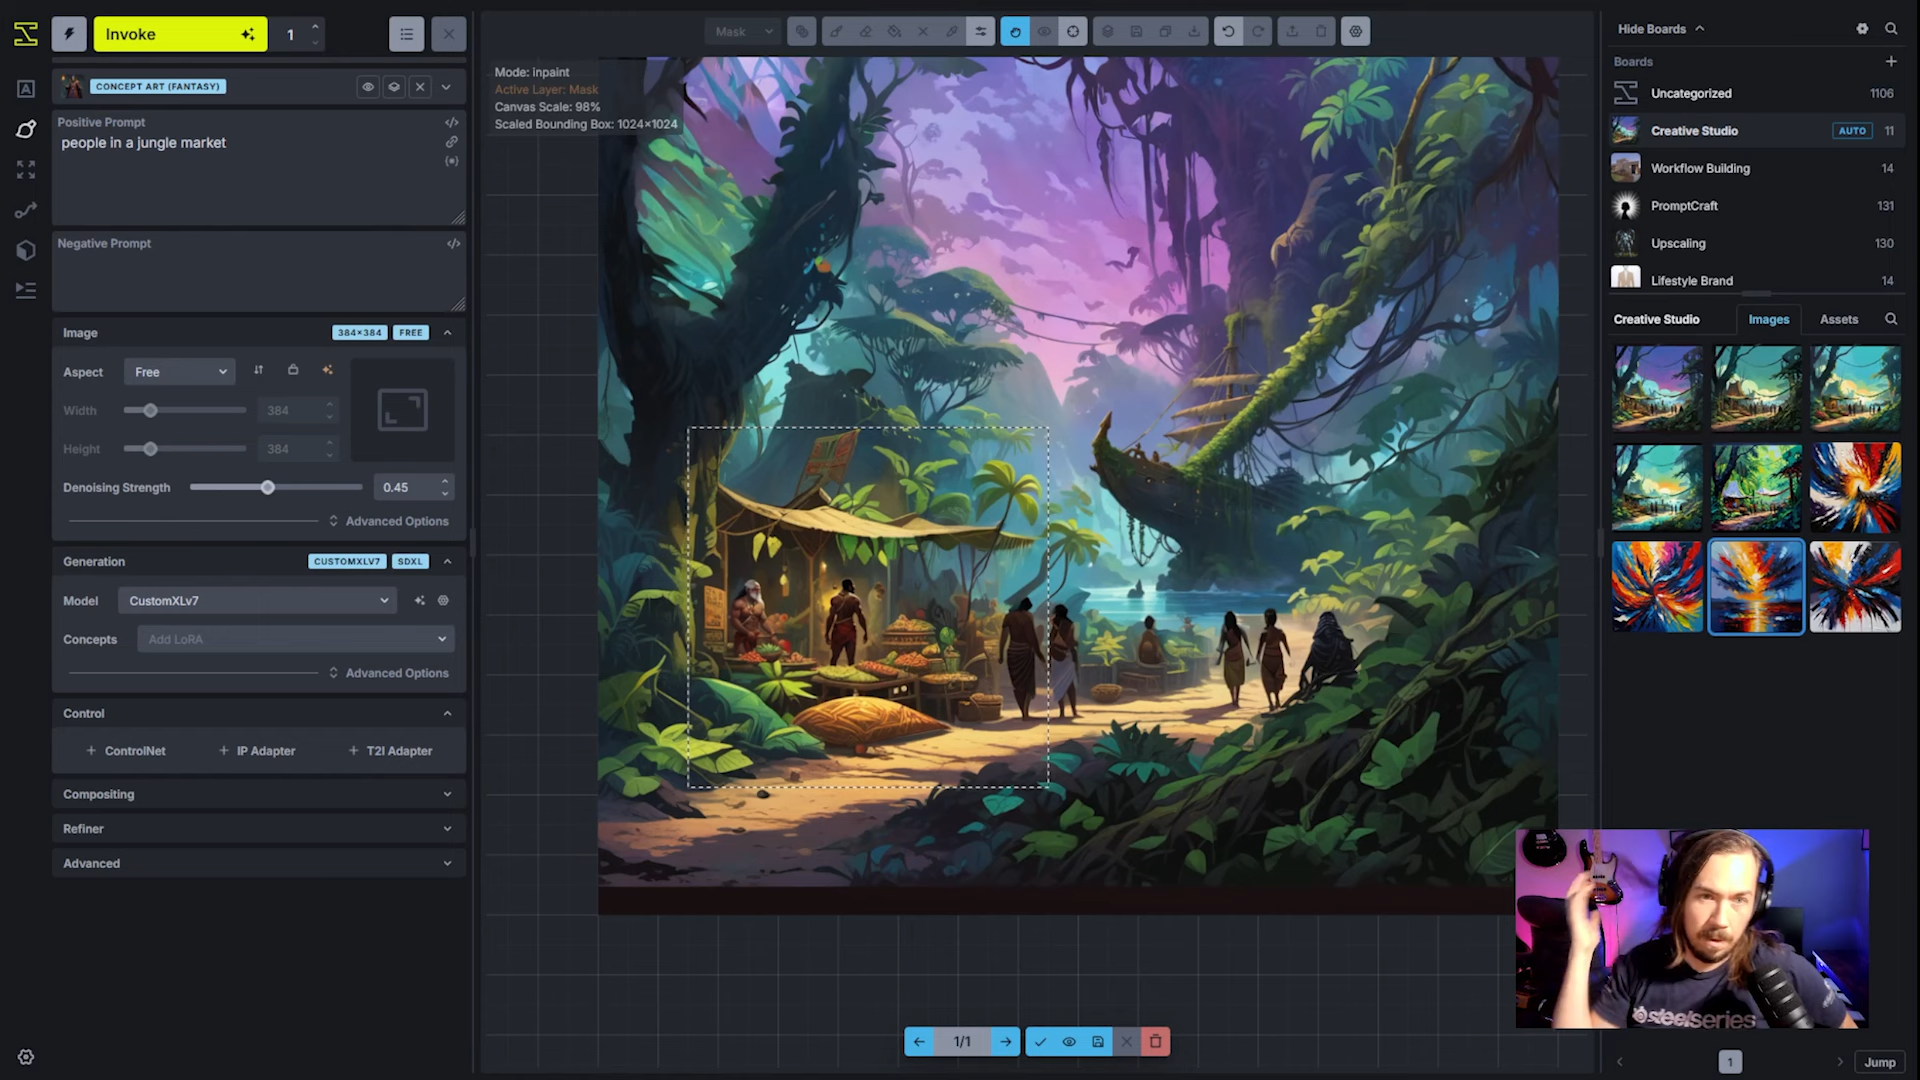 Invoke
1
CONCEPT ART (FANTASY)
Positive Prompt
people in a jungle market
Negative Prompt
Image
384×384
FREE
Aspect
Free
Width
384
Height
384
Denoising Strength
0.45
Advanced Options
Generation
CUSTOMXLV7
SDXL
Model
CustomXLv7
Concepts
Add LoRA
Advanced Options
Control
+ ControlNet
+ IP Adapter
+ T2I Adapter
Compositing
Refiner
Advanced
Mask
Mode: inpaint
Active Layer: Mask
Canvas Scale: 98%
Scaled Bounding Box: 1024×1024
1/1
Hide Boards
Boards
Uncategorized
1106
Creative Studio
AUTO
11
Workflow Building
14
PromptCraft
131
Upscaling
130
Lifestyle Brand
14
Creative Studio
Images
Assets
steelseries
1
Jump